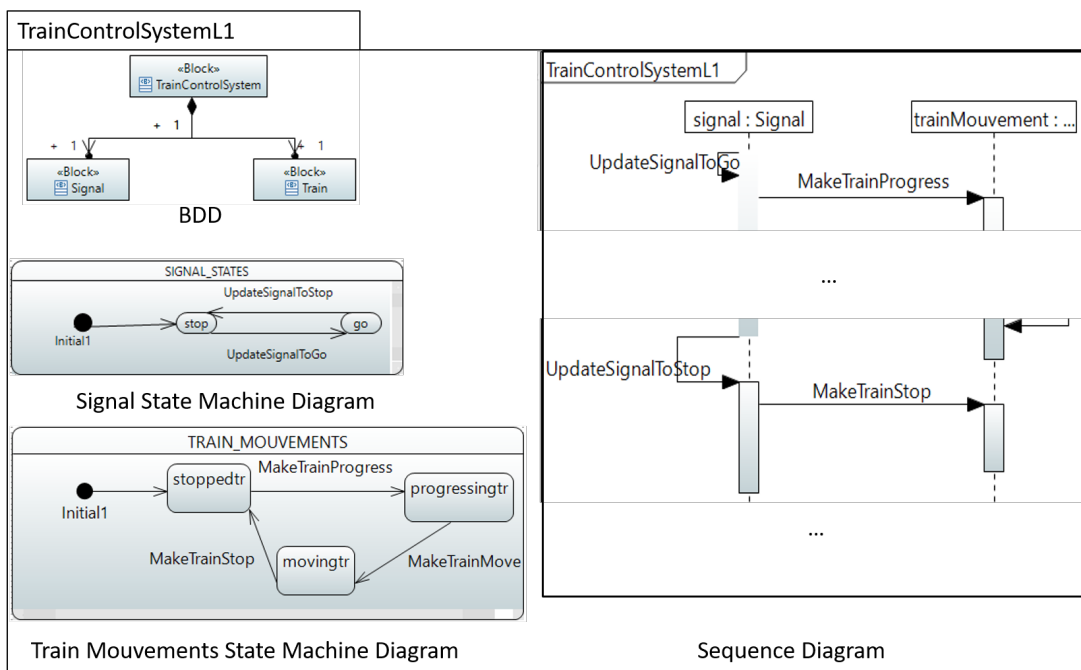 TrainControlSystemL1
«Block»
TrainControlSystem
+ 1
+ 1
+ 1
«Block»
Signal
«Block»
Train
BDD
SIGNAL_STATES
UpdateSignalToStop
stop
go
Initial1
UpdateSignalToGo
Signal State Machine Diagram
TRAIN_MOUVEMENTS
MakeTrainProgress
stoppedtr
progressingtr
Initial1
MakeTrainStop
movingtr
MakeTrainMove
Train Mouvements State Machine Diagram
TrainControlSystemL1
signal : Signal
trainMouvement : ...
UpdateSignalToGo
MakeTrainProgress
...
UpdateSignalToStop
MakeTrainStop
...
Sequence Diagram